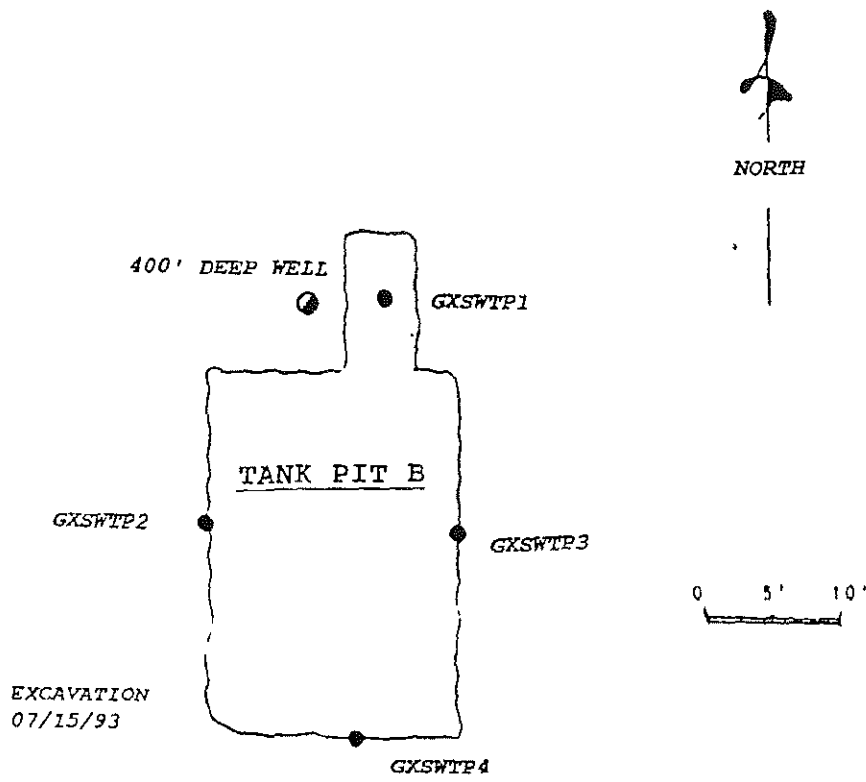 NORTH
400' DEEP WELL
GXSWTP1
TANK PIT B
GXSWTP2
GXSWTP3
0 5' 10'
EXCAVATION
07/15/93
GXSWTP4